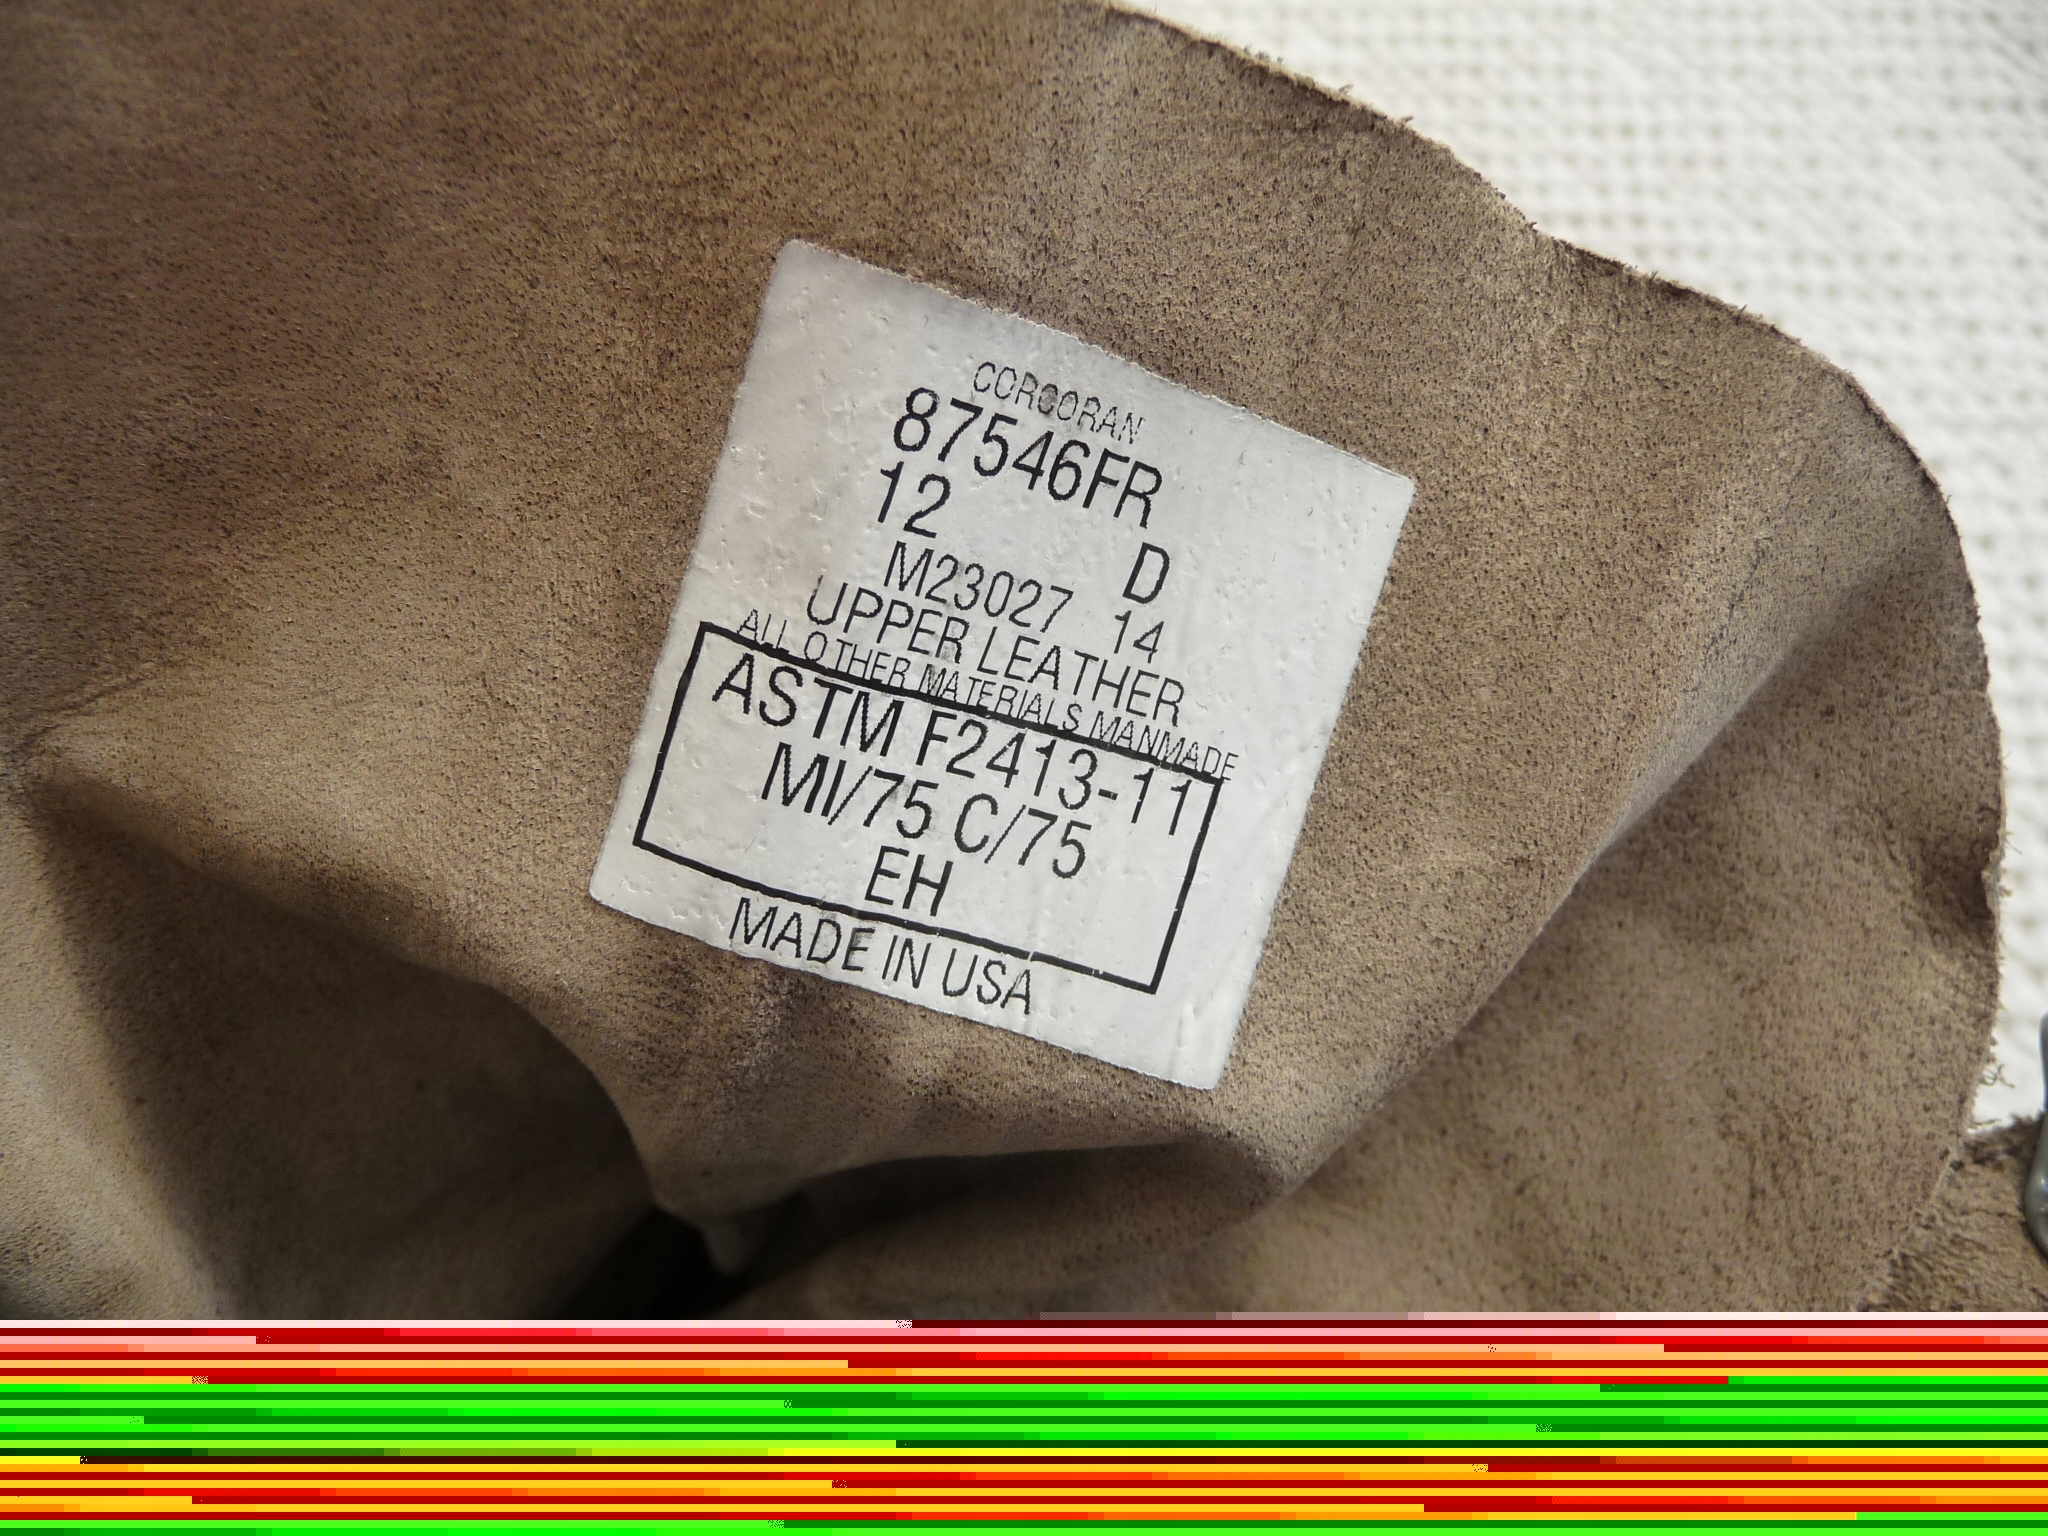 CORCORAN
87546FR
12 D
M23027 14
UPPER LEATHER
ALL OTHER MATERIALS MANMADE
ASTM F2413-11
MI/75 C/75
EH
MADE IN USA